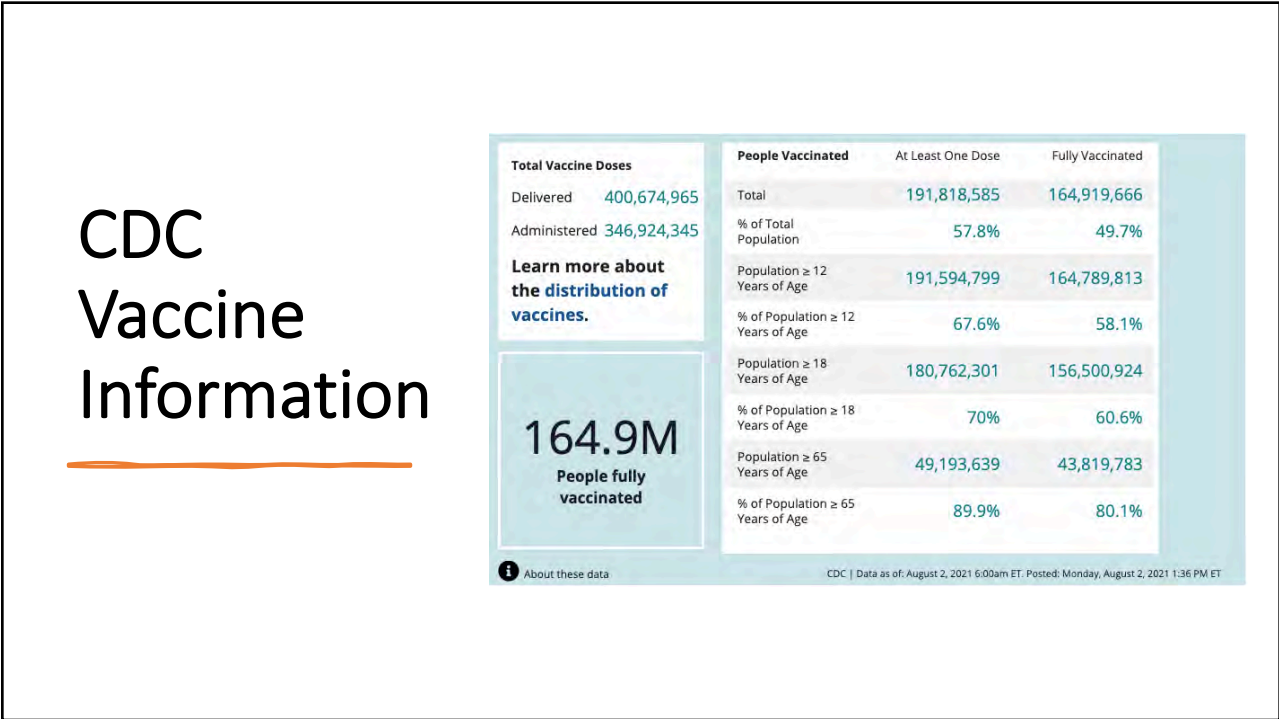 CDC
Vaccine
Information
Total Vaccine Doses
Delivered 400,674,965
Administered 346,924,345
Learn more about
the distribution of
vaccines.
164.9M
People fully
vaccinated
People Vaccinated At Least One Dose Fully Vaccinated
Total 191,818,585 164,919,666
% of Total
Population 57.8% 49.7%
Population ≥ 12
Years of Age 191,594,799 164,789,813
% of Population ≥ 12
Years of Age 67.6% 58.1%
Population ≥ 18
Years of Age 180,762,301 156,500,924
% of Population ≥ 18
Years of Age 70% 60.6%
Population ≥ 65
Years of Age 49,193,639 43,819,783
% of Population ≥ 65
Years of Age 89.9% 80.1%
About these data
CDC | Data as of: August 2, 2021 6:00am ET. Posted: Monday, August 2, 2021 1:36 PM ET